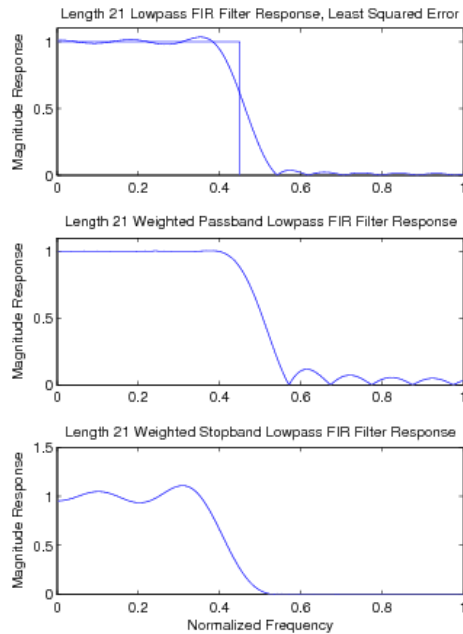 Length 21 Lowpass FIR Filter Response, Least Squared Error
1
0.5
0
Magnitude Response
0 0.2 0.4 0.6 0.8 1
Length 21 Weighted Passband Lowpass FIR Filter Response
1
0.5
0
Magnitude Response
0 0.2 0.4 0.6 0.8 1
Length 21 Weighted Stopband Lowpass FIR Filter Response
1.5
1
0.5
0
Magnitude Response
0 0.2 0.4 0.6 0.8 1
Normalized Frequency